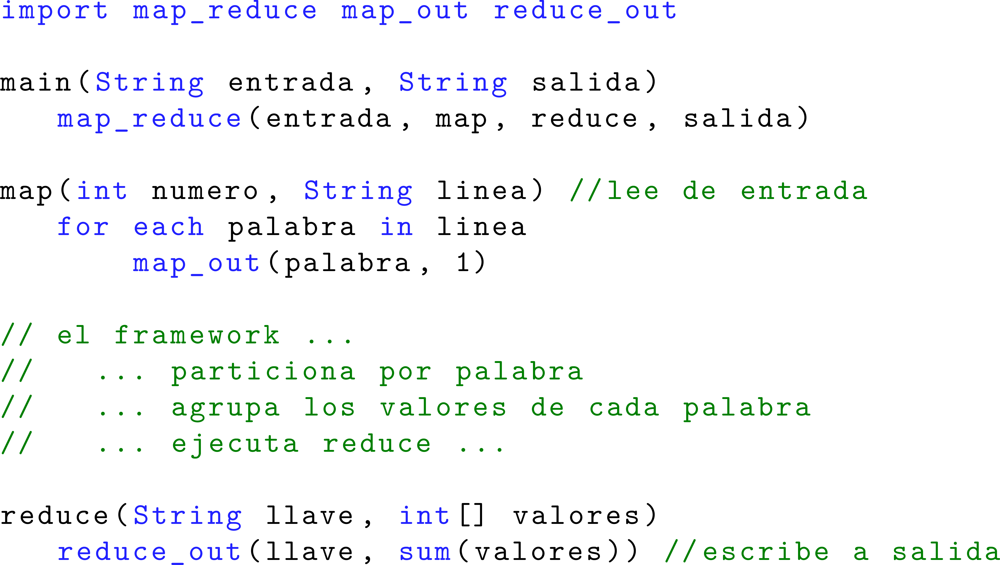 import map_reduce map_out reduce_out
main(String entrada, String salida)
map_reduce(entrada, map, reduce, salida)
map(int numero, String linea) //lee de entrada
for each palabra in linea
map_out(palabra, 1)
// el framework ...
// ... particiona por palabra
// ... agrupa los valores de cada palabra
// ... ejecuta reduce ...
reduce(String llave, int[] valores)
reduce_out(llave, sum(valores)) //escribe a salida